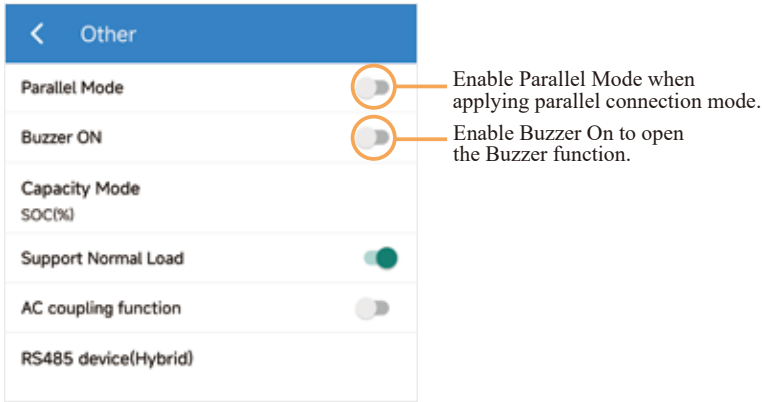 Other
Parallel Mode
Enable Parallel Mode when
applying parallel connection mode.
Buzzer ON
Enable Buzzer On to open
the Buzzer function.
Capacity Mode
SOC(%)
Support Normal Load
AC coupling function
RS485 device(Hybrid)